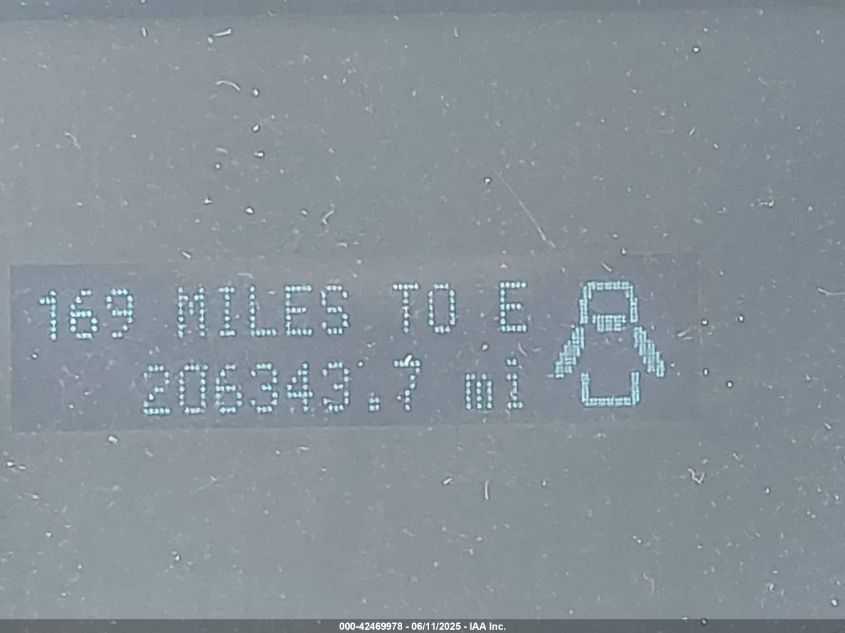 169 MILES TO E
206343.7 mi
000-42469978 - 06/11/2025 - IAA Inc.